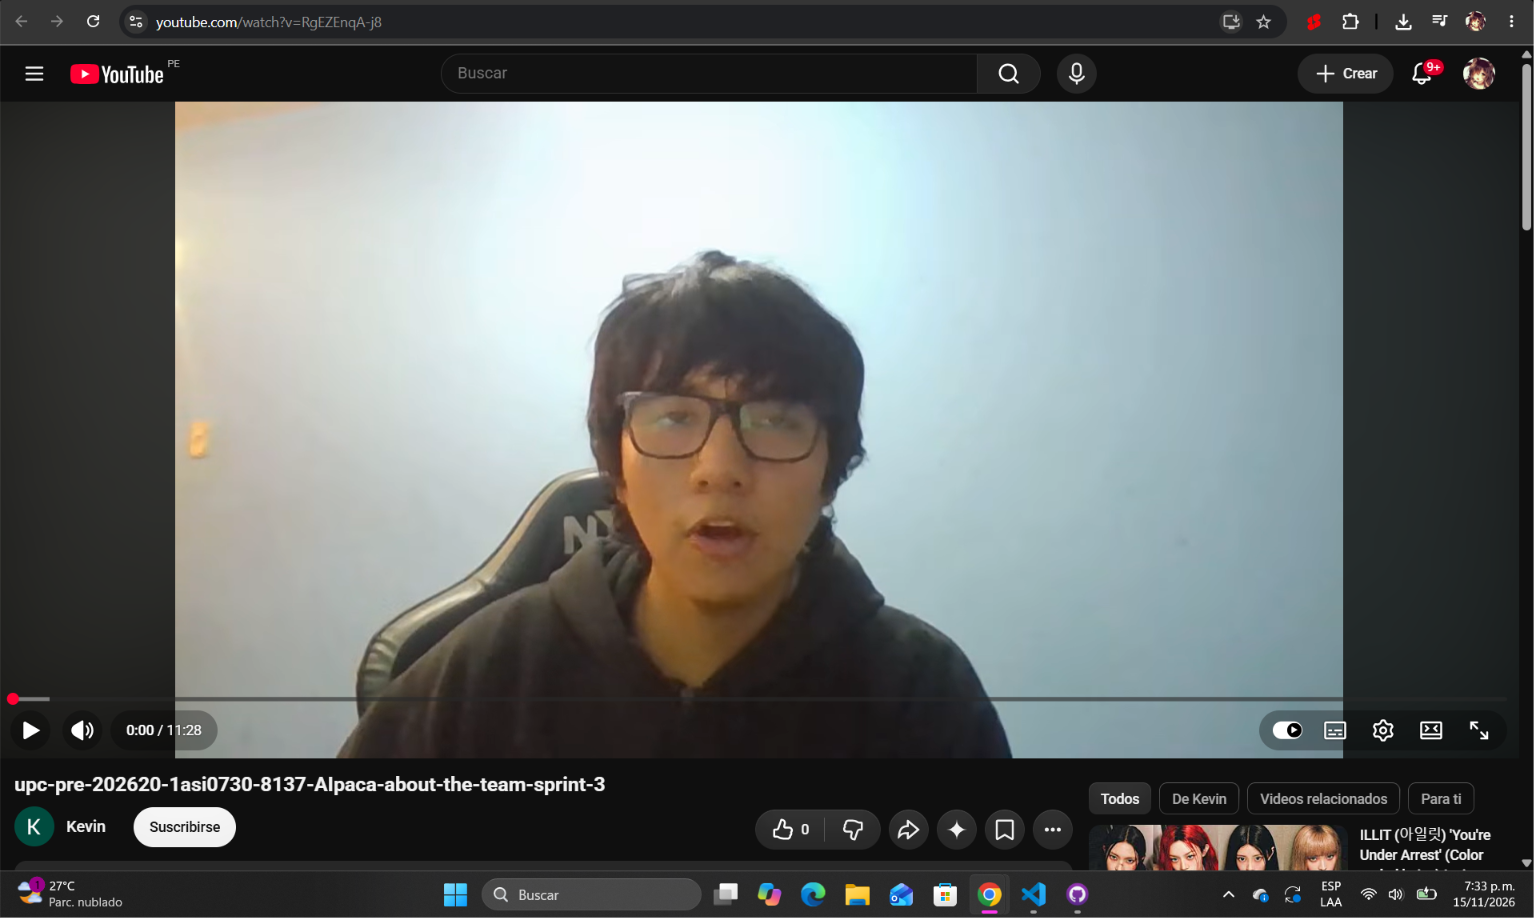 youtube.com/watch?v=RgEZEnqA-j8
YouTube PE
Buscar
Crear
9+
0:00 / 11:28
upc-pre-202620-1asi0730-8137-AIpaca-about-the-team-sprint-3
K
Kevin
Suscribirse
0
Todos
De Kevin
Videos relacionados
Para ti
ILLIT (아일릿) 'You're
Under Arrest' (Color
1
27°C
Parc. nublado
Buscar
ESP
LAA
7:33 p.m.
15/11/2026